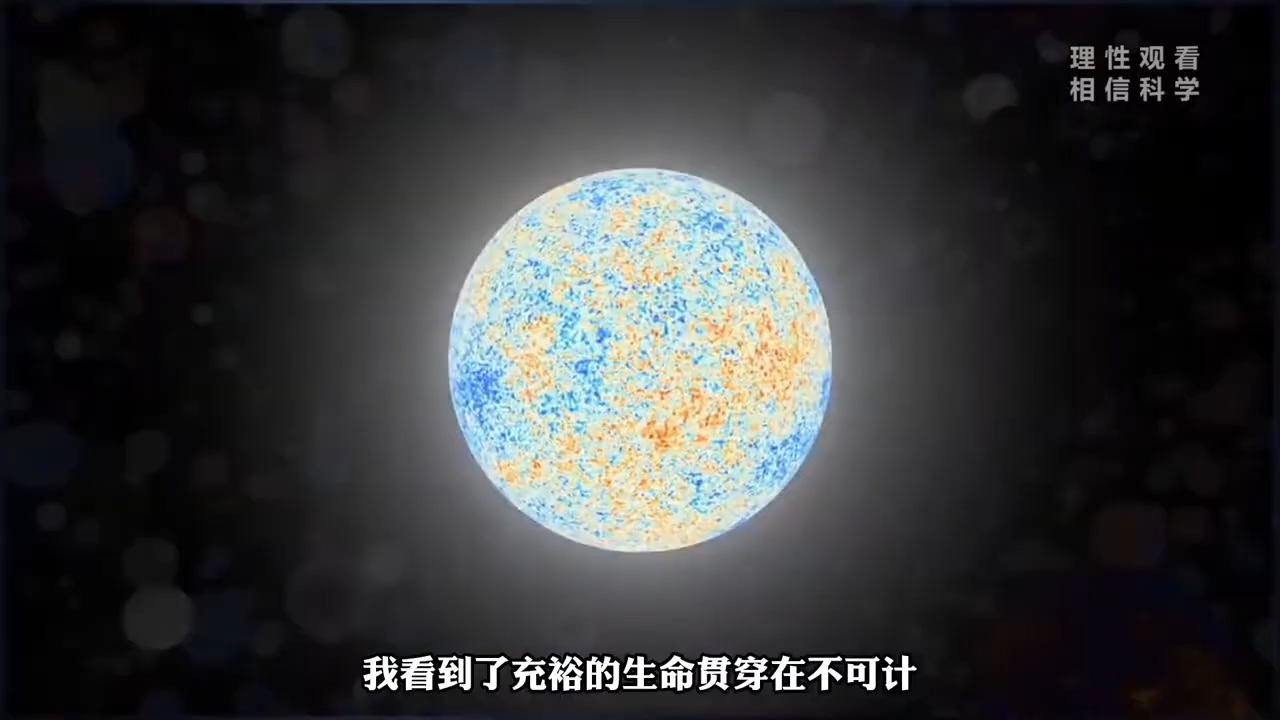 理性观看
相信科学
我看到了充裕的生命贯穿在不可计